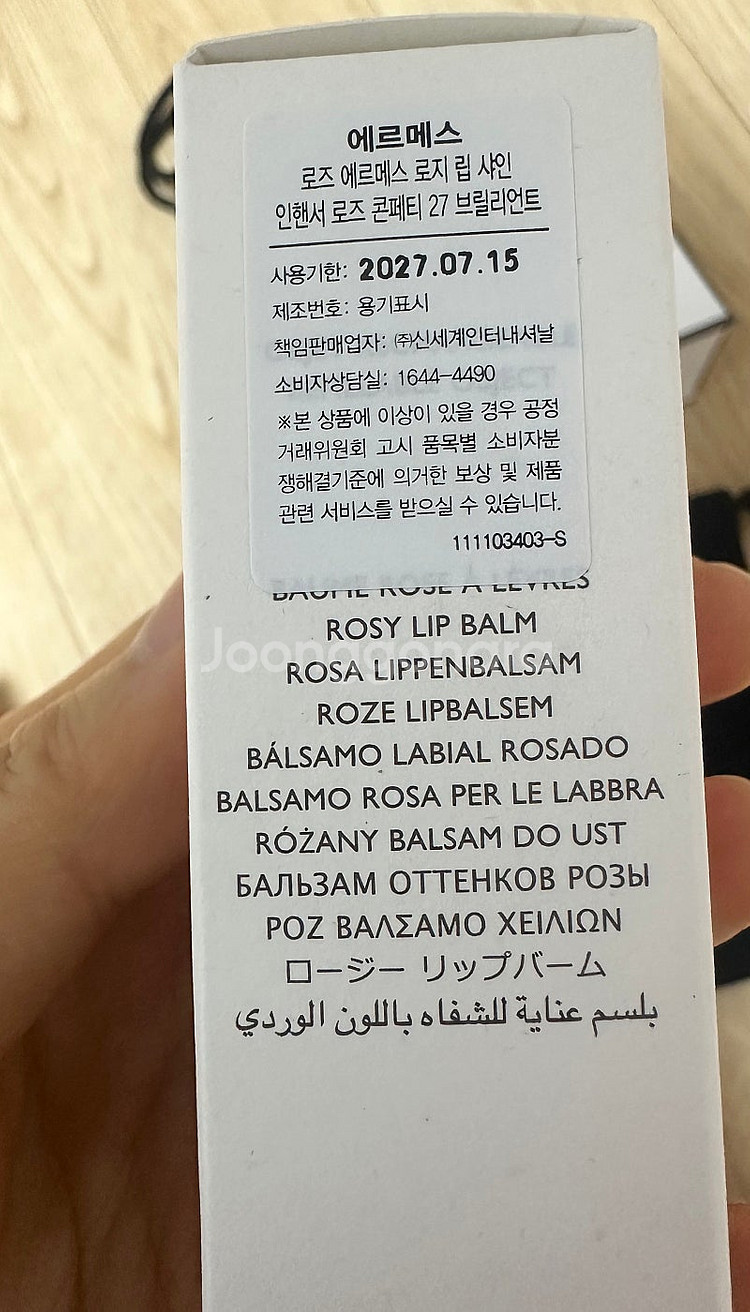 에르메스
로즈 에르메스 로지 립 샤인
인핸서 로즈 콘페티 27 브릴리언트
사용기한: 2027.07.15
제조번호: 용기표시
책임판매업자: ㈜신세계인터내셔날
소비자상담실: 1644-4490
※본 상품에 이상이 있을 경우 공정
거래위원회 고시 품목별 소비자분
쟁해결기준에 의거한 보상 및 제품
관련 서비스를 받으실 수 있습니다.
111103403-S
BAUME ROSÉ À LÈVRES
ROSY LIP BALM
Joonggonara
ROSA LIPPENBALSAM
ROZE LIPBALSEM
BÁLSAMO LABIAL ROSADO
BALSAMO ROSA PER LE LABBRA
RÓŻANY BALSAM DO UST
БАЛЬЗАМ ОТТЕНКОВ РОЗЫ
ΡΟΖ ΒΑΛΣΑΜΟ ΧΕΙΛΙΩΝ
ロージー リップバーム
بلسم عناية للشفاه باللون الوردي